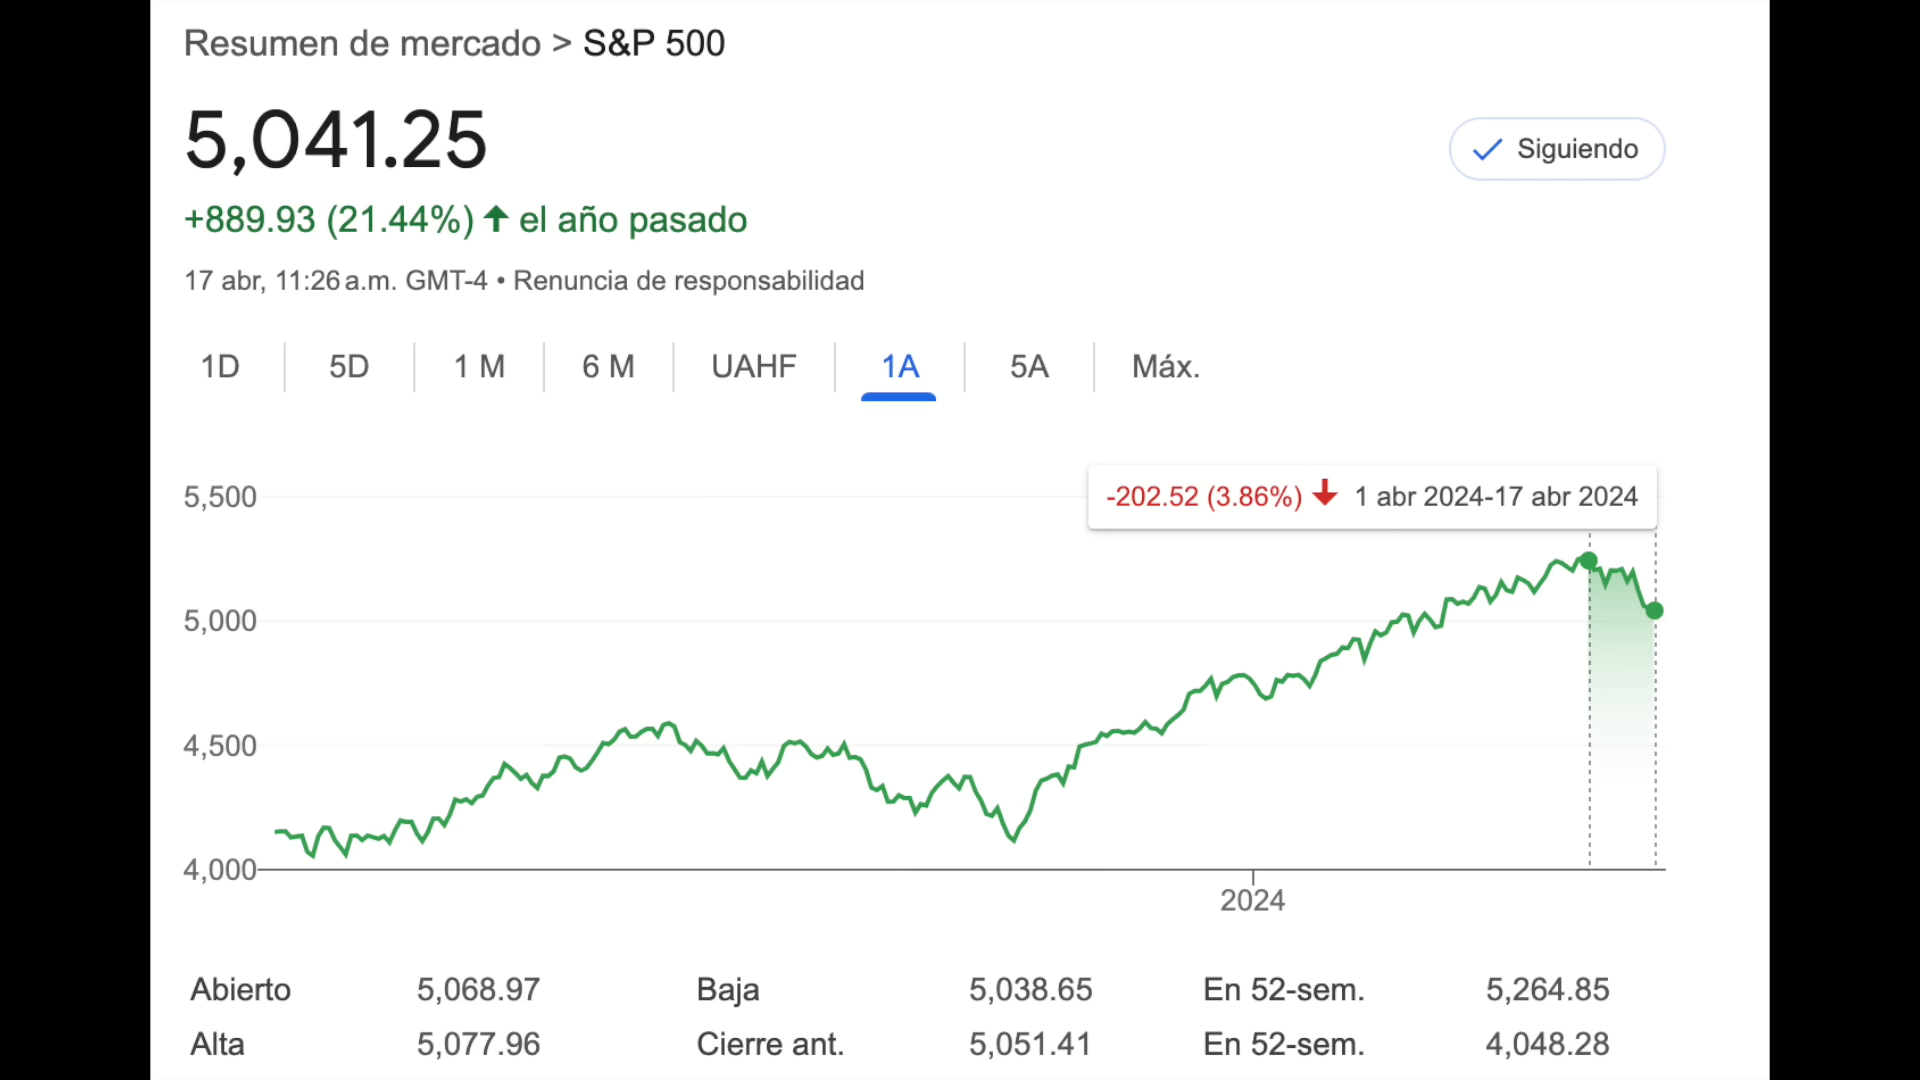 Resumen de mercado > S&P 500
5,041.25
Siguiendo
+889.93 (21.44%) ↑ el año pasado
17 abr, 11:26 a.m. GMT-4 • Renuncia de responsabilidad
1D 5D 1 M 6 M UAHF 1A 5A Máx.
-202.52 (3.86%) ↓ 1 abr 2024-17 abr 2024
5,500
5,000
4,500
4,000
2024
Abierto 5,068.97 Baja 5,038.65 En 52-sem. 5,264.85
Alta 5,077.96 Cierre ant. 5,051.41 En 52-sem. 4,048.28